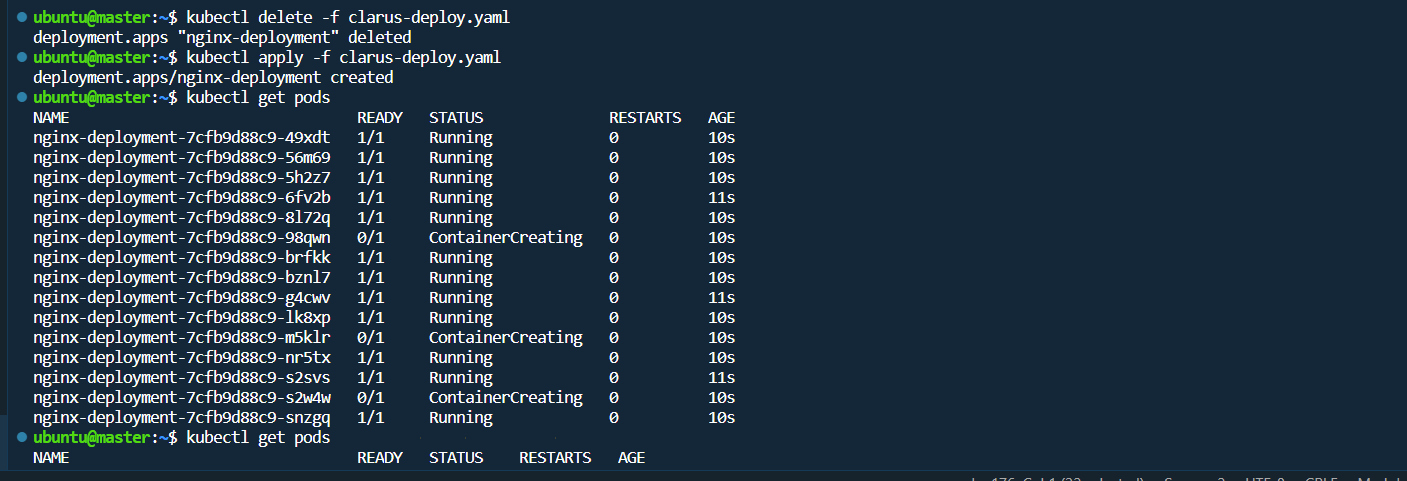 ubuntu@master:~$ kubectl delete -f clarus-deploy.yaml
deployment.apps "nginx-deployment" deleted
ubuntu@master:~$ kubectl apply -f clarus-deploy.yaml
deployment.apps/nginx-deployment created
ubuntu@master:~$ kubectl get pods
NAME READY STATUS RESTARTS AGE
nginx-deployment-7cfb9d88c9-49xdt 1/1 Running 0 10s
nginx-deployment-7cfb9d88c9-56m69 1/1 Running 0 10s
nginx-deployment-7cfb9d88c9-5h2z7 1/1 Running 0 10s
nginx-deployment-7cfb9d88c9-6fv2b 1/1 Running 0 11s
nginx-deployment-7cfb9d88c9-8l72q 1/1 Running 0 10s
nginx-deployment-7cfb9d88c9-98qwn 0/1 ContainerCreating 0 10s
nginx-deployment-7cfb9d88c9-brfkk 1/1 Running 0 10s
nginx-deployment-7cfb9d88c9-bznl7 1/1 Running 0 10s
nginx-deployment-7cfb9d88c9-g4cwv 1/1 Running 0 11s
nginx-deployment-7cfb9d88c9-lk8xp 1/1 Running 0 10s
nginx-deployment-7cfb9d88c9-m5klr 0/1 ContainerCreating 0 10s
nginx-deployment-7cfb9d88c9-nr5tx 1/1 Running 0 10s
nginx-deployment-7cfb9d88c9-s2svs 1/1 Running 0 11s
nginx-deployment-7cfb9d88c9-s2w4w 0/1 ContainerCreating 0 10s
nginx-deployment-7cfb9d88c9-snzgq 1/1 Running 0 10s
ubuntu@master:~$ kubectl get pods
NAME READY STATUS RESTARTS AGE